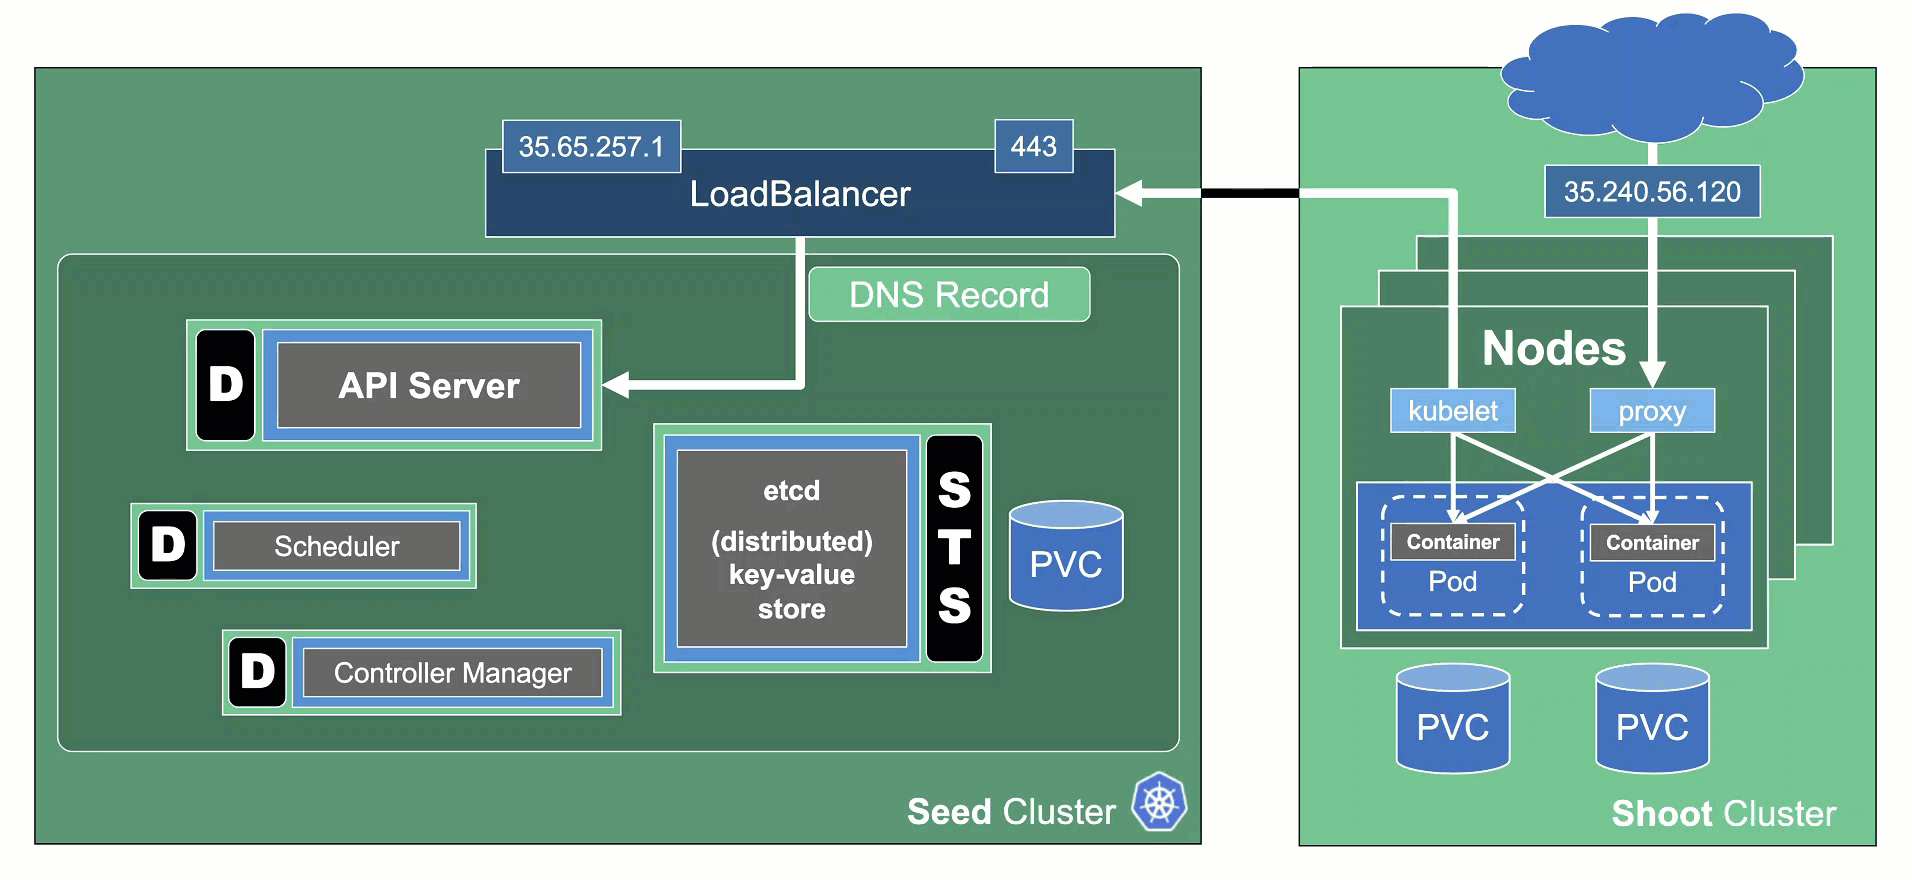 35.65.257.1
443
LoadBalancer
DNS Record
D
API Server
etcd
(distributed)
key-value
store
S
T
S
PVC
D
Scheduler
D
Controller Manager
Seed Cluster
35.240.56.120
Nodes
kubelet
proxy
Container
Pod
Container
Pod
PVC
PVC
Shoot Cluster